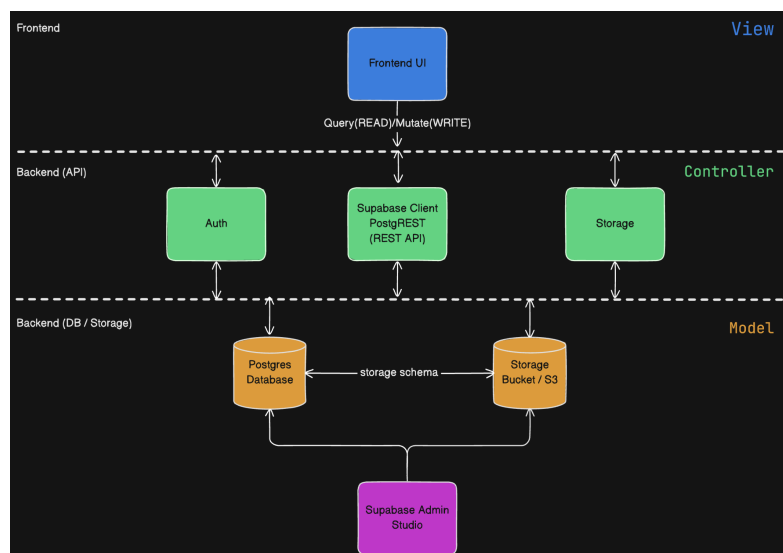 Frontend
View
Frontend UI
Query(READ)/Mutate(WRITE)
Backend (API)
Controller
Auth
Supabase Client
PostgREST
(REST API)
Storage
Backend (DB / Storage)
Model
Postgres
Database
storage schema
Storage
Bucket / S3
Supabase Admin
Studio